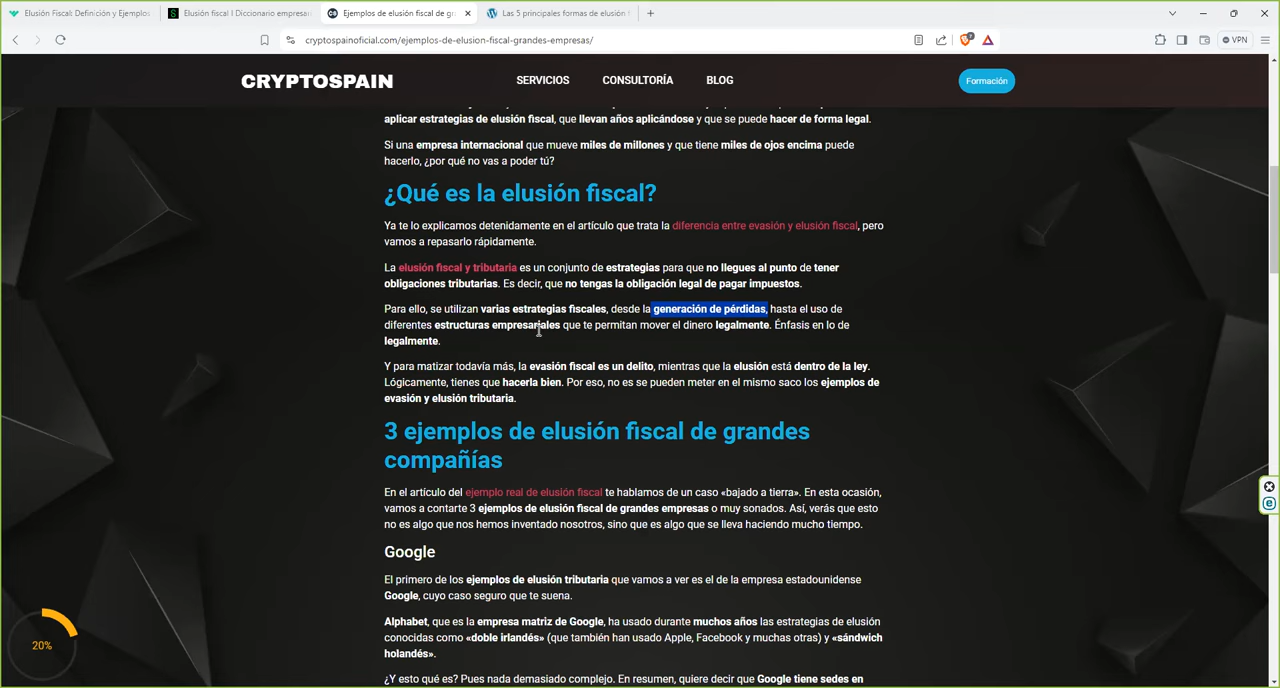 Elusión Fiscal: Definición y Ejemplo
Elusión fiscal | Diccionario empresar
Ejemplos de elusión fiscal de gr
Las 5 principales formas de elusión
cryptospainoficial.com/ejemplos-de-elusion-fiscal-grandes-empresas/
VPN
CRYPTOSPAIN
SERVICIOS
CONSULTORÍA
BLOG
Formación
aplicar estrategias de elusión fiscal, que llevan años aplicándose y que se puede hacer de forma legal.
Si una empresa internacional que mueve miles de millones y que tiene miles de ojos encima puede
hacerlo, ¿por qué no vas a poder tú?
¿Qué es la elusión fiscal?
Ya te lo explicamos detenidamente en el artículo que trata la diferencia entre evasión y elusión fiscal, pero
vamos a repasarlo rápidamente.
La elusión fiscal y tributaria es un conjunto de estrategias para que no llegues al punto de tener
obligaciones tributarias. Es decir, que no tengas la obligación legal de pagar impuestos.
Para ello, se utilizan varias estrategias fiscales, desde la generación de pérdidas, hasta el uso de
diferentes estructuras empresariales que te permitan mover el dinero legalmente. Énfasis en lo de
legalmente.
Y para matizar todavía más, la evasión fiscal es un delito, mientras que la elusión está dentro de la ley.
Lógicamente, tienes que hacerla bien. Por eso, no es se pueden meter en el mismo saco los ejemplos de
evasión y elusión tributaria.
3 ejemplos de elusión fiscal de grandes
compañías
En el artículo del ejemplo real de elusión fiscal te hablamos de un caso «bajado a tierra». En esta ocasión,
vamos a contarte 3 ejemplos de elusión fiscal de grandes empresas o muy sonados. Así, verás que esto
no es algo que nos hemos inventado nosotros, sino que es algo que se lleva haciendo mucho tiempo.
Google
El primero de los ejemplos de elusión tributaria que vamos a ver es el de la empresa estadounidense
Google, cuyo caso seguro que te suena.
Alphabet, que es la empresa matriz de Google, ha usado durante muchos años las estrategias de elusión
conocidas como «doble irlandés» (que también han usado Apple, Facebook y muchas otras) y «sándwich
holandés».
¿Y esto qué es? Pues nada demasiado complejo. En resumen, quiere decir que Google tiene sedes en
20%